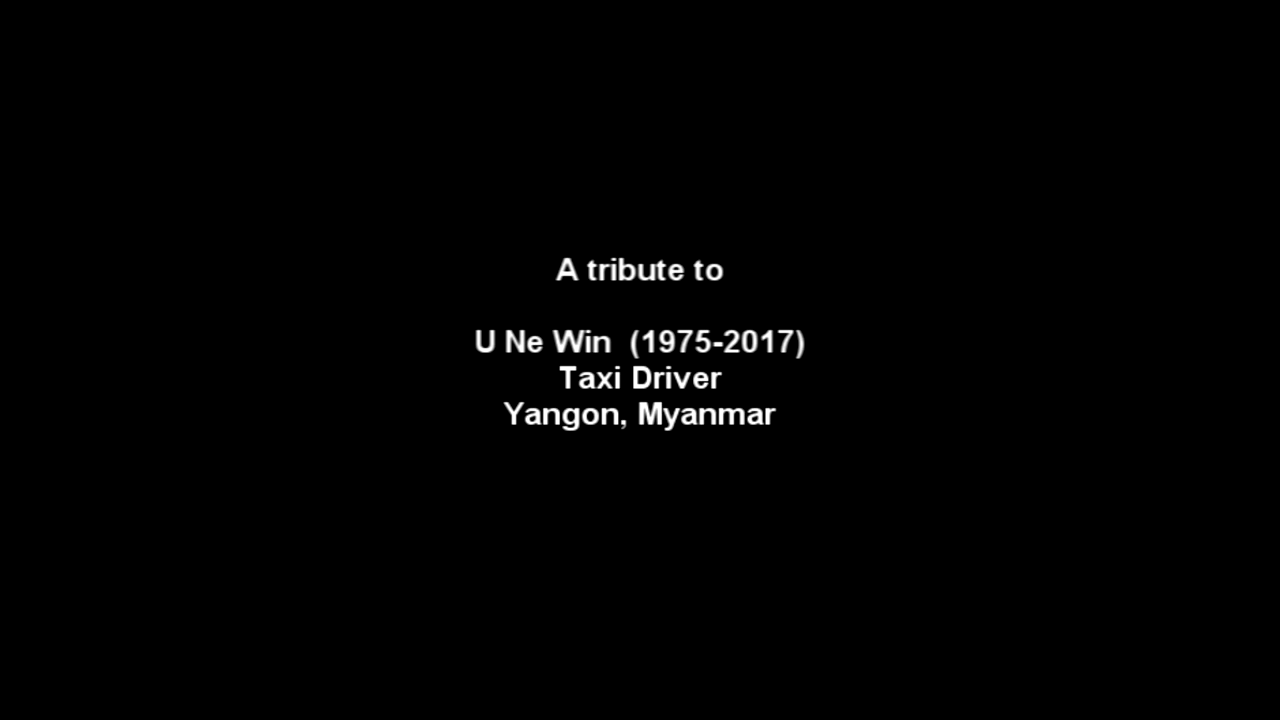 A tribute to
U Ne Win  (1975-2017)
Taxi Driver
Yangon, Myanmar